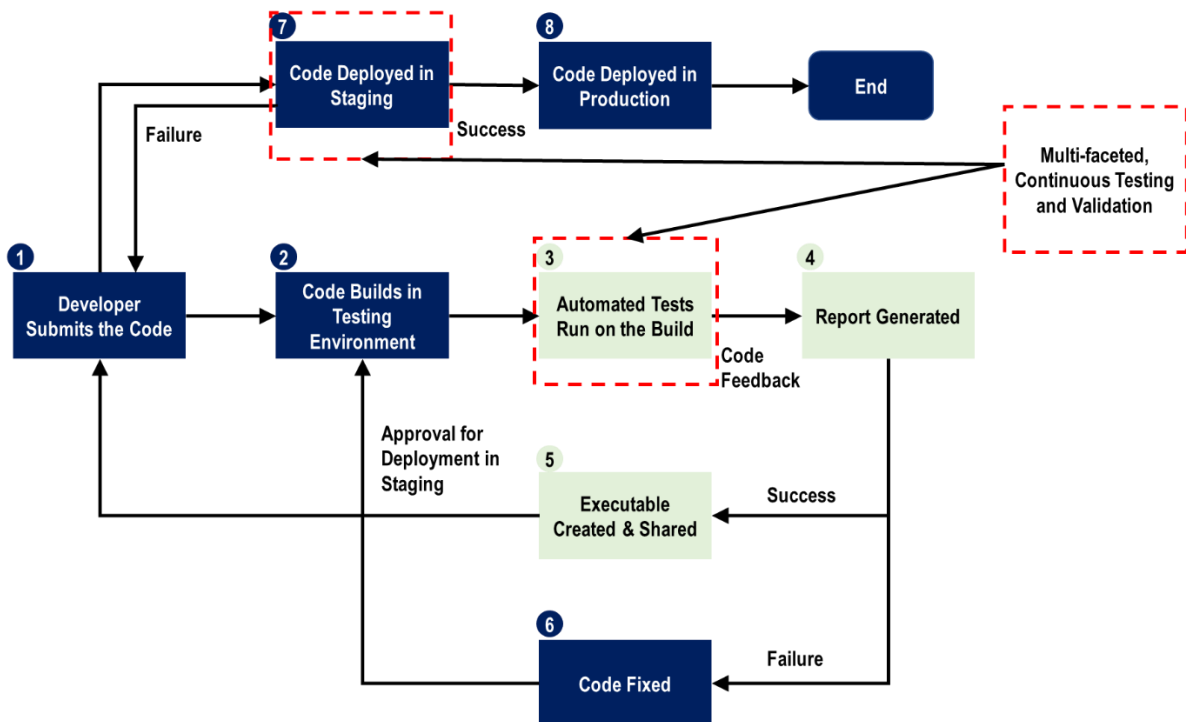 7
Code Deployed in
Staging
8
Code Deployed in
Production
End
Failure
Success
Multi-faceted,
Continuous Testing
and Validation
1
Developer
Submits the Code
2
Code Builds in
Testing
Environment
3
Automated Tests
Run on the Build
4
Report Generated
Code
Feedback
Approval for
Deployment in
Staging
5
Executable
Created & Shared
Success
6
Code Fixed
Failure